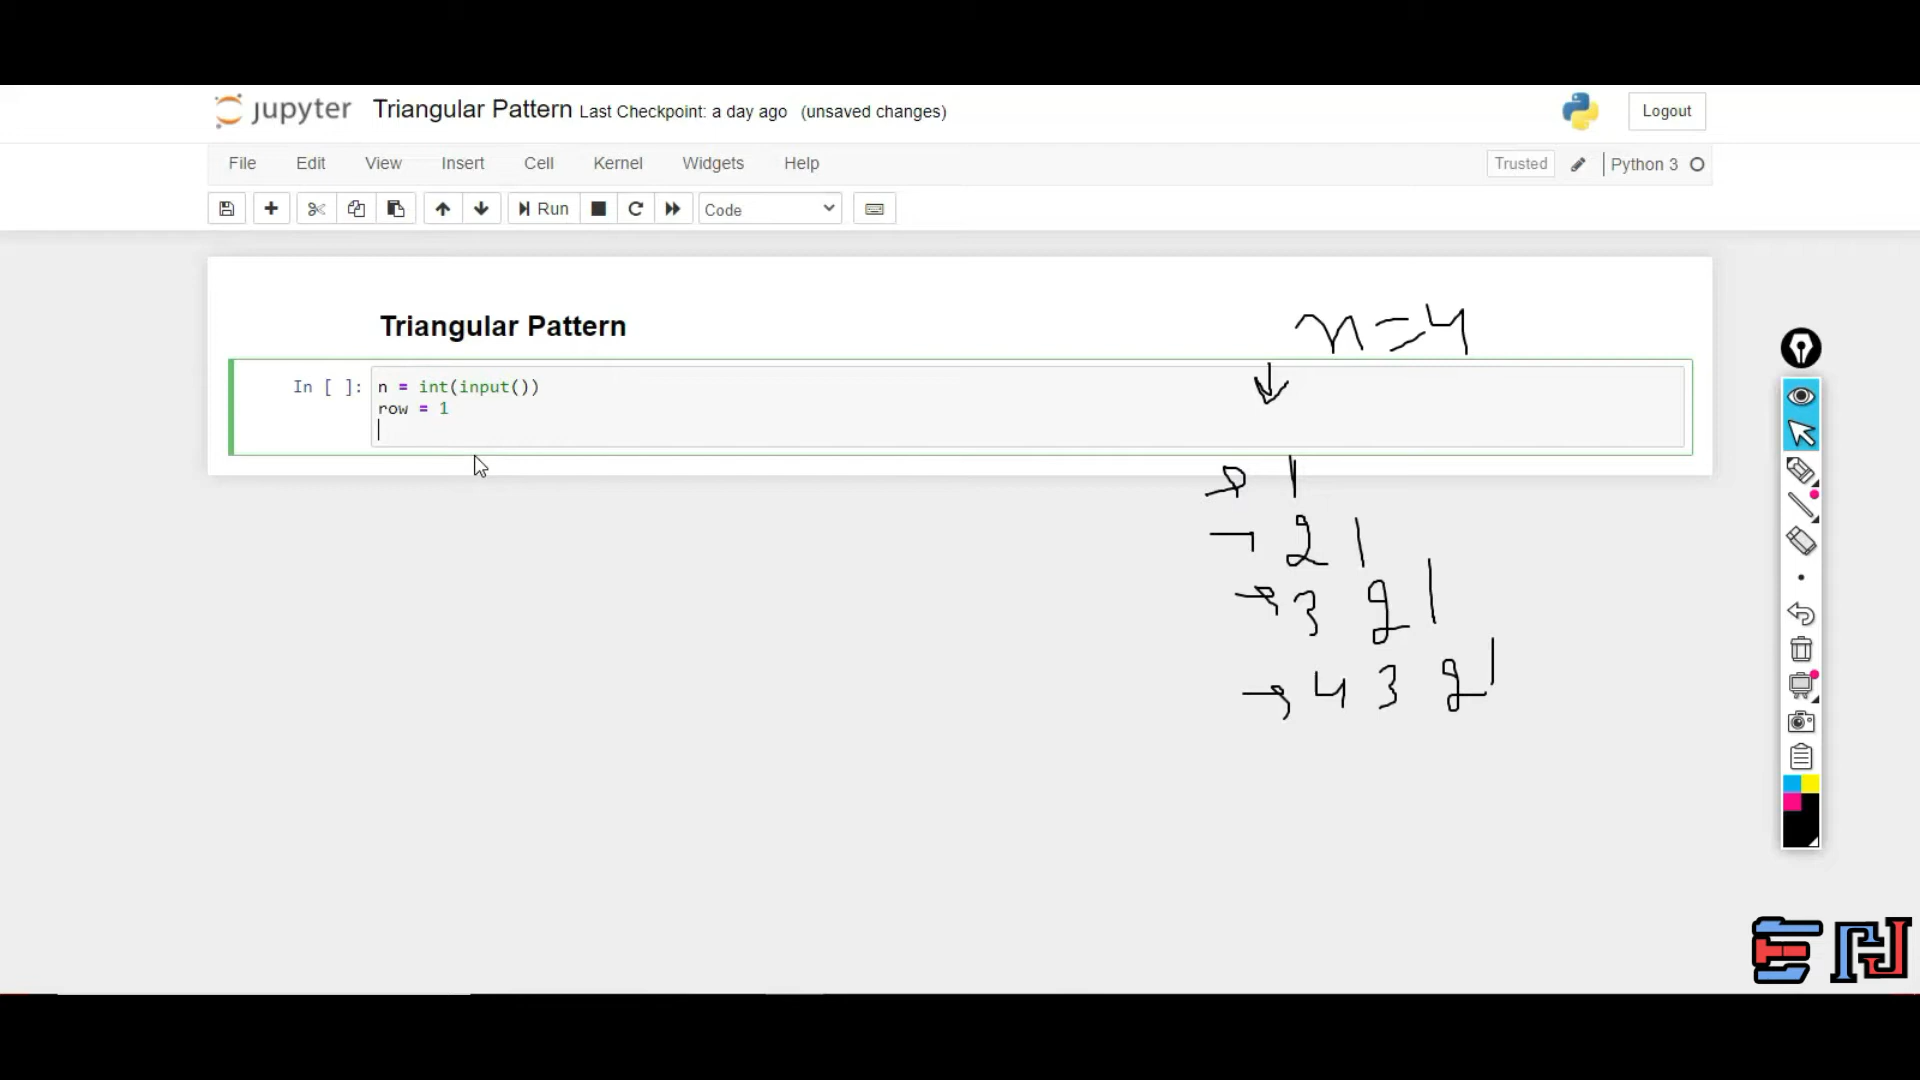 jupyter Triangular Pattern Last Checkpoint: a day ago (unsaved changes)
Logout
File Edit View Insert Cell Kernel Widgets Help
Trusted Python 3
Run Code
Triangular Pattern
n = 4
In [ ]: n = int(input())
row = 1
1
2 1
3 2 1
4 3 2 1